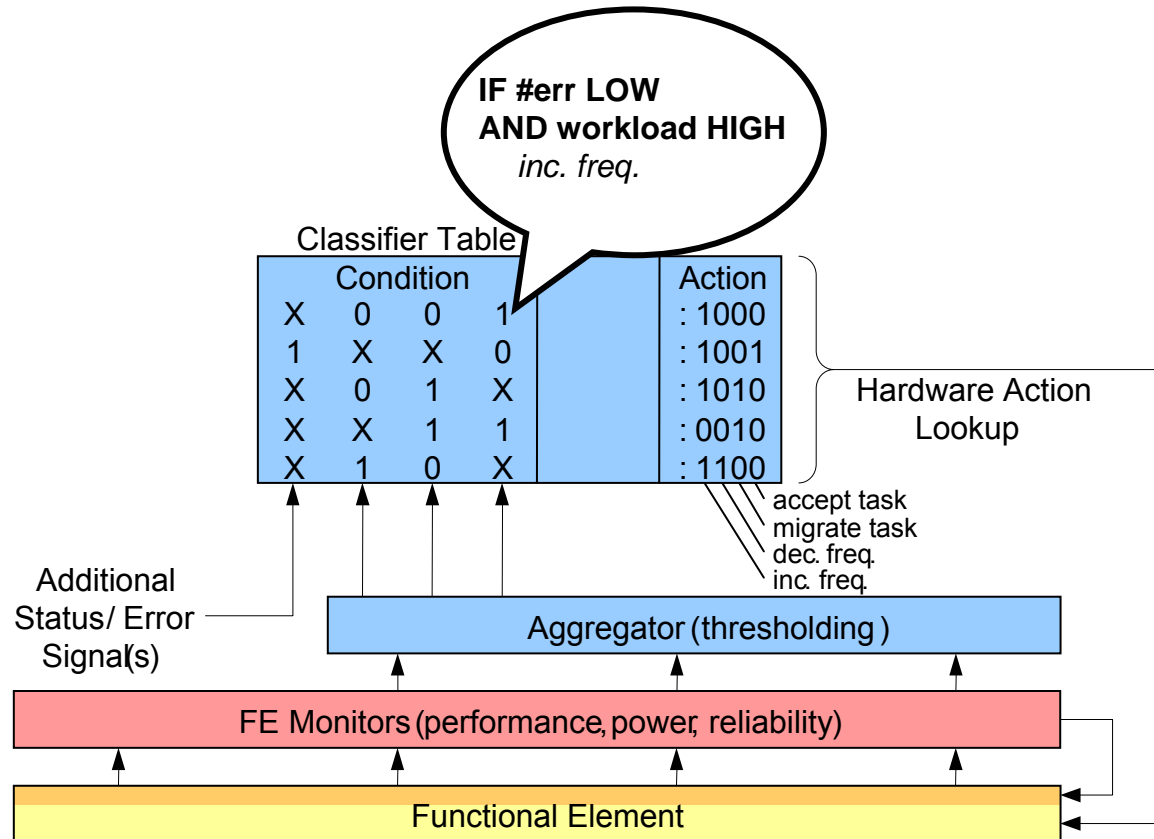 IF #err LOW
AND workload HIGH
inc. freq.
Classifier Table
Condition Action
X 0 0 1 : 1000
1 X X 0 : 1001
X 0 1 X : 1010
X X 1 1 : 0010
X 1 0 X : 1100
Hardware Action
Lookup
accept task
migrate task
dec. freq.
inc. freq.
Additional
Status/ Error
Signal(s)
Aggregator (thresholding )
FE Monitors (performance, power, reliability)
Functional Element